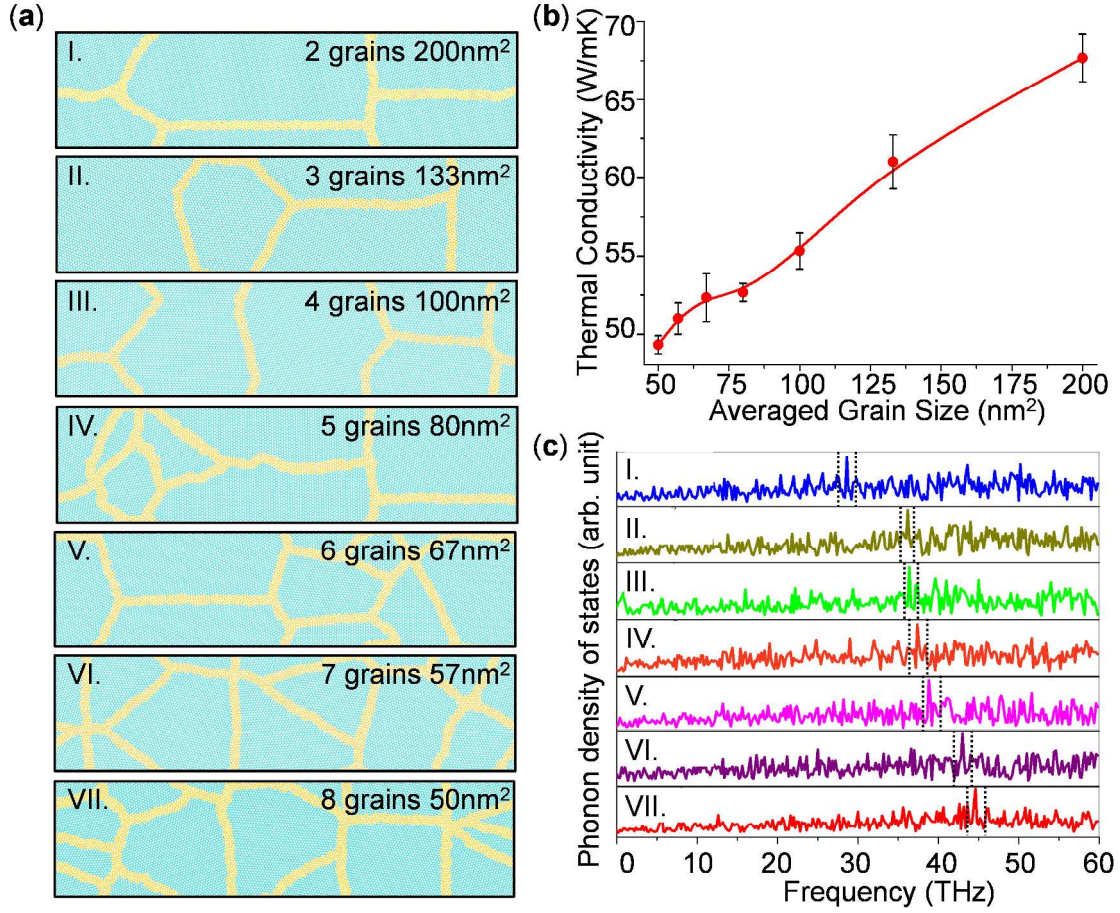 (a)
I. 2 grains 200nm²
II. 3 grains 133nm²
III. 4 grains 100nm²
IV. 5 grains 80nm²
V. 6 grains 67nm²
VI. 7 grains 57nm²
VII. 8 grains 50nm²
(b)
Thermal Conductivity (W/mK)
70
65
60
55
50
50 75 100 125 150 175 200
Averaged Grain Size (nm²)
(c)
Phonon density of states (arb. unit)
I.
II.
III.
IV.
V.
VI.
VII.
0 10 20 30 40 50 60
Frequency (THz)